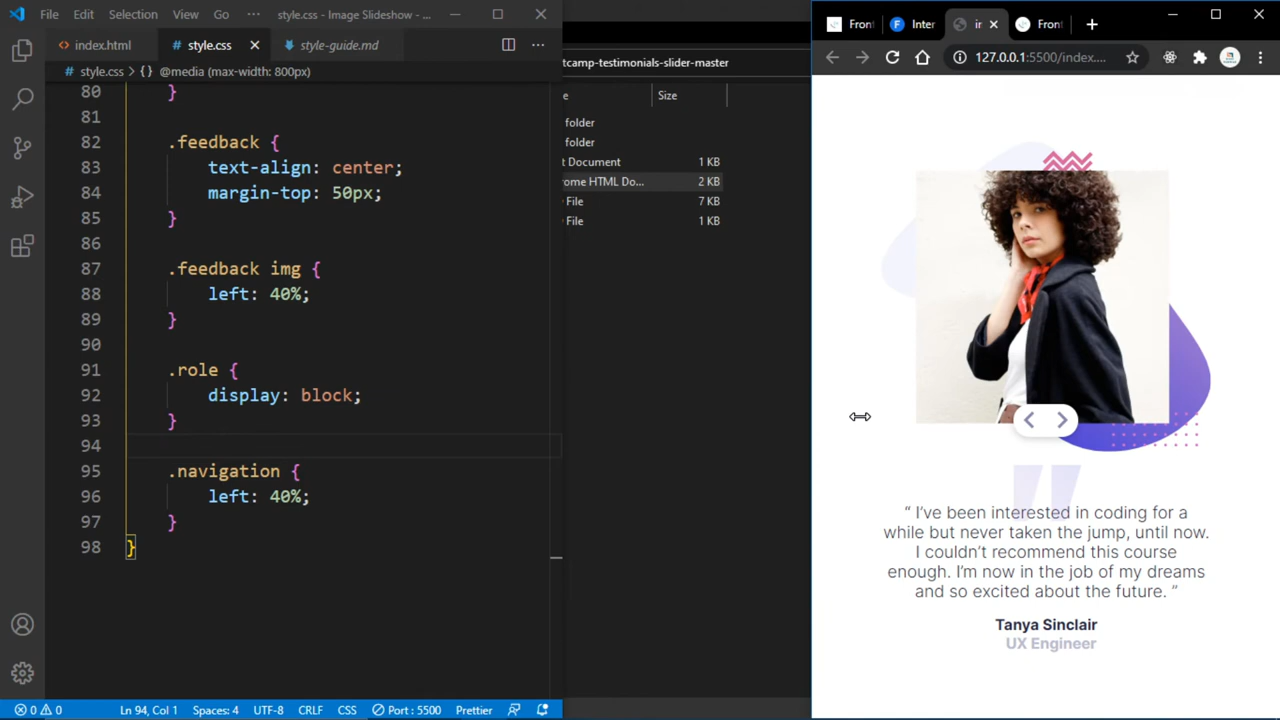 File Edit Selection View Go ··· style.css - Image Slideshow - ...
index.html # style.css style-guide.md ···
# style.css > {} @media (max-width: 800px)
80 }
81
82 .feedback {
83 text-align: center;
84 margin-top: 50px;
85 }
86
87 .feedback img {
88 left: 40%;
89 }
90
91 .role {
92 display: block;
93 }
94
95 .navigation {
96 left: 40%;
97 }
98 }
0 0 Ln 94, Col 1 Spaces: 4 UTF-8 CRLF CSS Port : 5500 Prettier
tcamp-testimonials-slider-master
e Size
folder
folder
t Document 1 KB
ome HTML Do... 2 KB
File 7 KB
File 1 KB
Front Inter ir Front
127.0.0.1:5500/index....
“ I’ve been interested in coding for a
while but never taken the jump, until now.
I couldn’t recommend this course
enough. I’m now in the job of my dreams
and so excited about the future. ”
Tanya Sinclair
UX Engineer